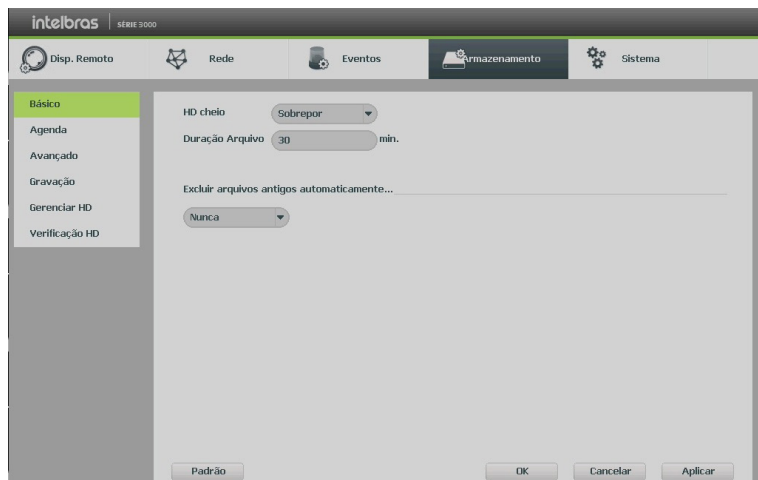 intelbras SÉRIE 3000
Disp. Remoto
Rede
Eventos
Armazenamento
Sistema
Básico
Agenda
Avançado
Gravação
Gerenciar HD
Verificação HD
HD cheio Sobrepor
Duração Arquivo 30 min.
Excluir arquivos antigos automaticamente...
Nunca
Padrão OK Cancelar Aplicar